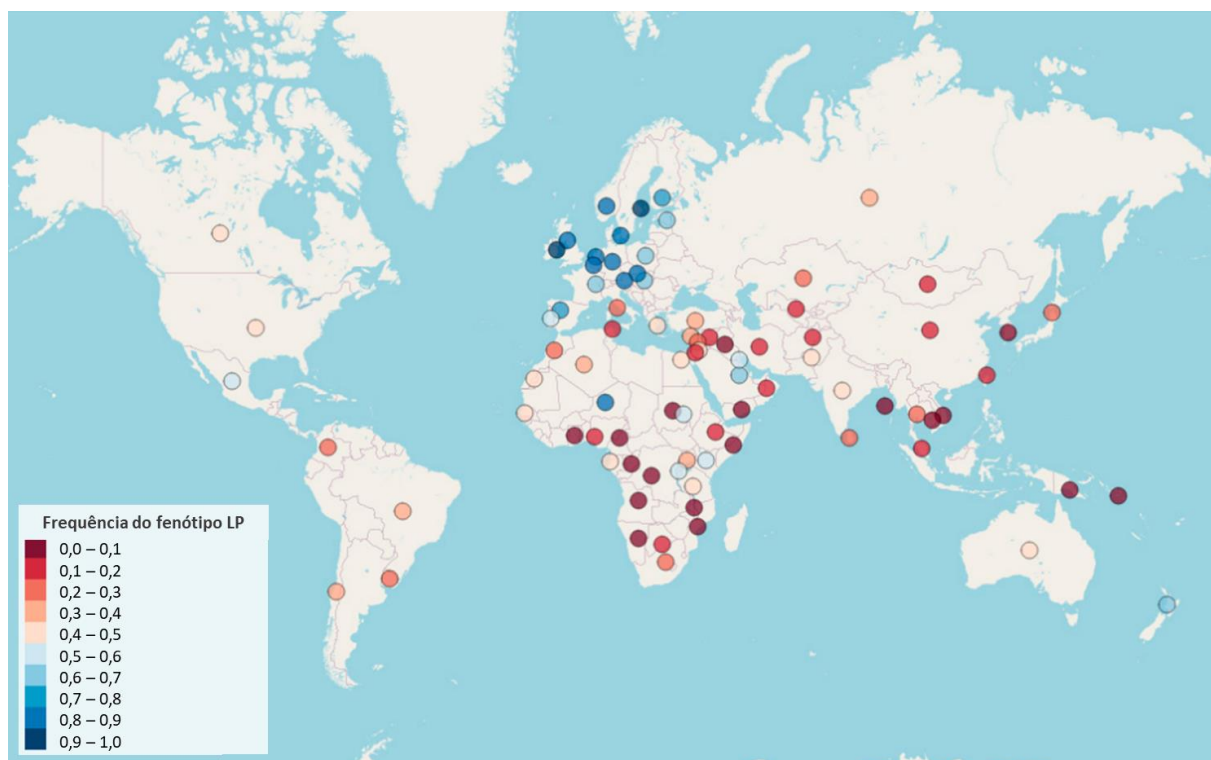 Frequência do fenótipo LP
0,0 – 0,1
0,1 – 0,2
0,2 – 0,3
0,3 – 0,4
0,4 – 0,5
0,5 – 0,6
0,6 – 0,7
0,7 – 0,8
0,8 – 0,9
0,9 – 1,0